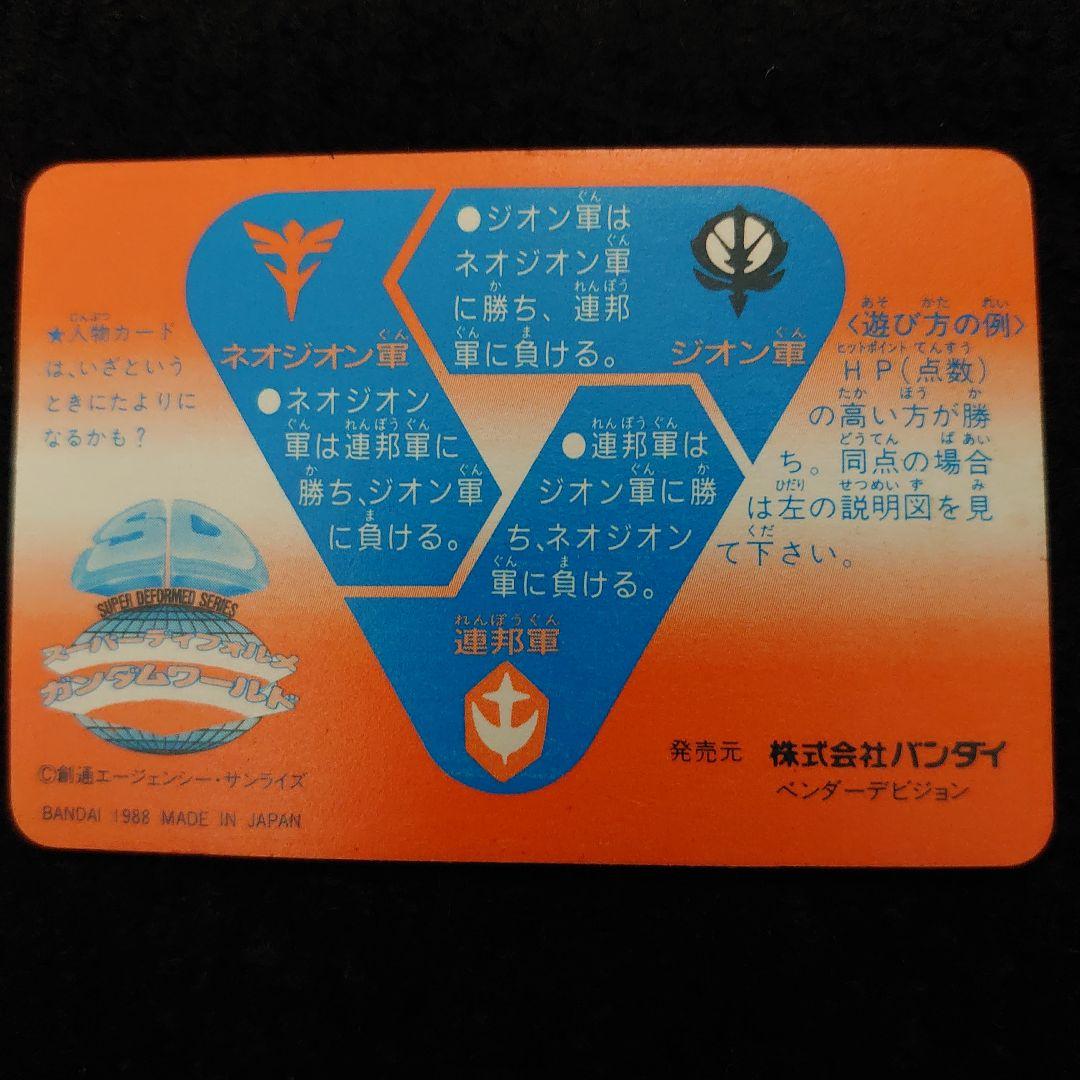 ●ジオン軍は
ネオジオン軍
に勝ち、連邦
軍に負ける。
ジオン軍
ネオジオン軍
●ネオジオン
軍は連邦軍に
勝ち、ジオン軍
に負ける。
●連邦軍は
ジオン軍に勝
ち、ネオジオン
軍に負ける。
連邦軍
★人物カード
は、いざという
ときにたよりに
なるかも?
<遊び方の例>
HP(点数)
の高い方が勝
ち。同点の場合
は左の説明図を見
て下さい。
SD
SUPER DEFORMED SERIES
スーパーディフォルメ
ガンダムワールド
©創通エージェンシー・サンライズ
BANDAI 1988 MADE IN JAPAN
発売元 株式会社バンダイ
ベンダーデビジョン